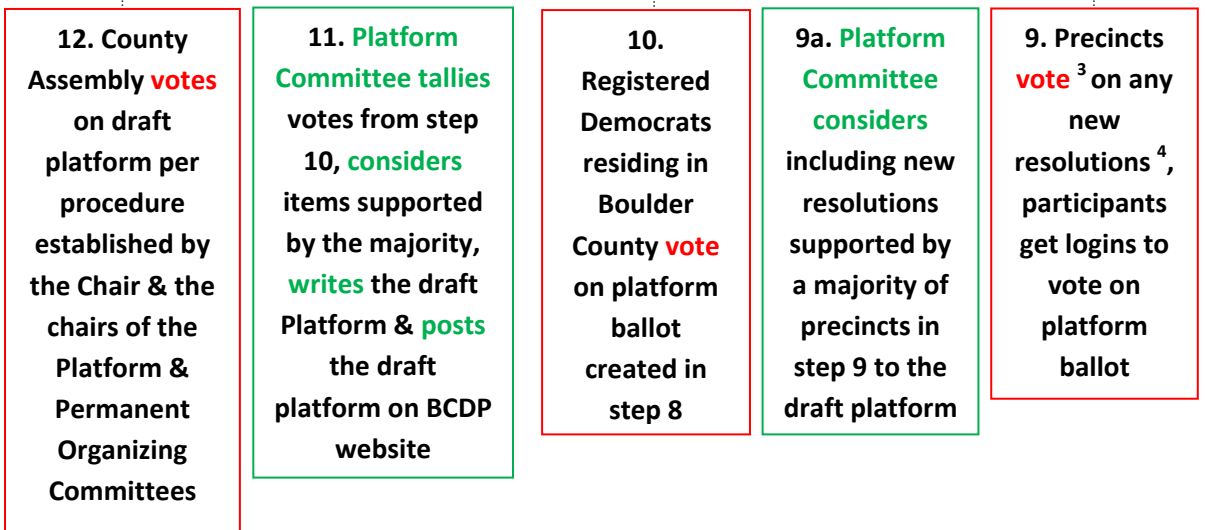 12. County
Assembly votes
on draft
platform per
procedure
established by
the Chair & the
chairs of the
Platform &
Permanent
Organizing
Committees
11. Platform
Committee tallies
votes from step
10, considers
items supported
by the majority,
writes the draft
Platform & posts
the draft
platform on BCDP
website
10.
Registered
Democrats
residing in
Boulder
County vote
on platform
ballot
created in
step 8
9a. Platform
Committee
considers
including new
resolutions
supported by
a majority of
precincts in
step 9 to the
draft platform
9. Precincts
vote ³ on any
new
resolutions ⁴,
participants
get logins to
vote on
platform
ballot